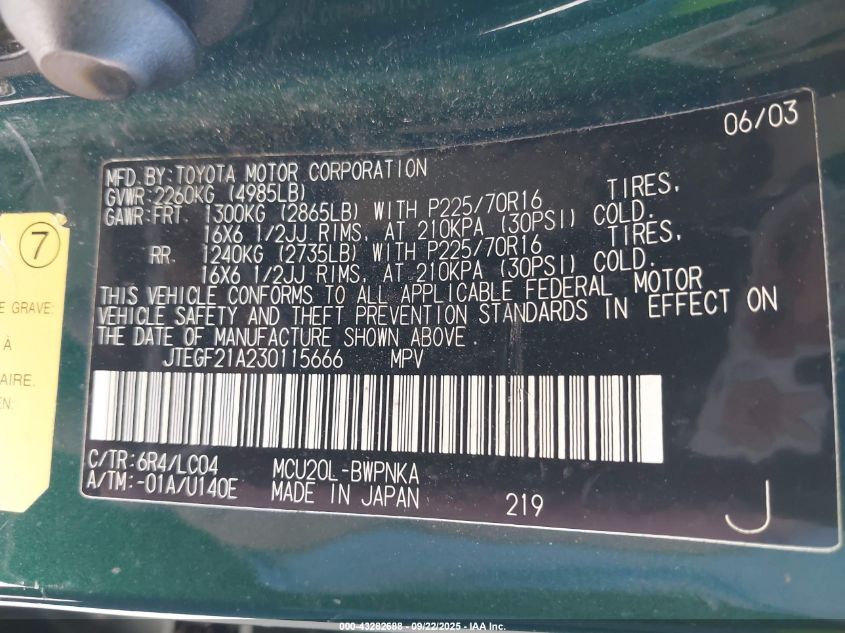 06/03
MFD. BY: TOYOTA MOTOR CORPORATION
GVWR: 2260KG (4985LB)
GAWR: FRT. 1300KG (2865LB) WITH P225/70R16 TIRES,
16X6 1/2JJ RIMS, AT 210KPA (30PSI) COLD.
RR. 1240KG (2735LB) WITH P225/70R16 TIRES,
16X6 1/2JJ RIMS, AT 210KPA (30PSI) COLD.
THIS VEHICLE CONFORMS TO ALL APPLICABLE FEDERAL MOTOR
VEHICLE SAFETY AND THEFT PREVENTION STANDARDS IN EFFECT ON
THE DATE OF MANUFACTURE SHOWN ABOVE.
JTEGF21A230115666 MPV
C/TR: 6R4/LC04 MCU20L-BWPNKA
A/TM: -01A/U140E MADE IN JAPAN 219 J
7
E GRAVE:
À
AIRE.
EN:
000-43282688 - 09/22/2025 - IAA Inc.